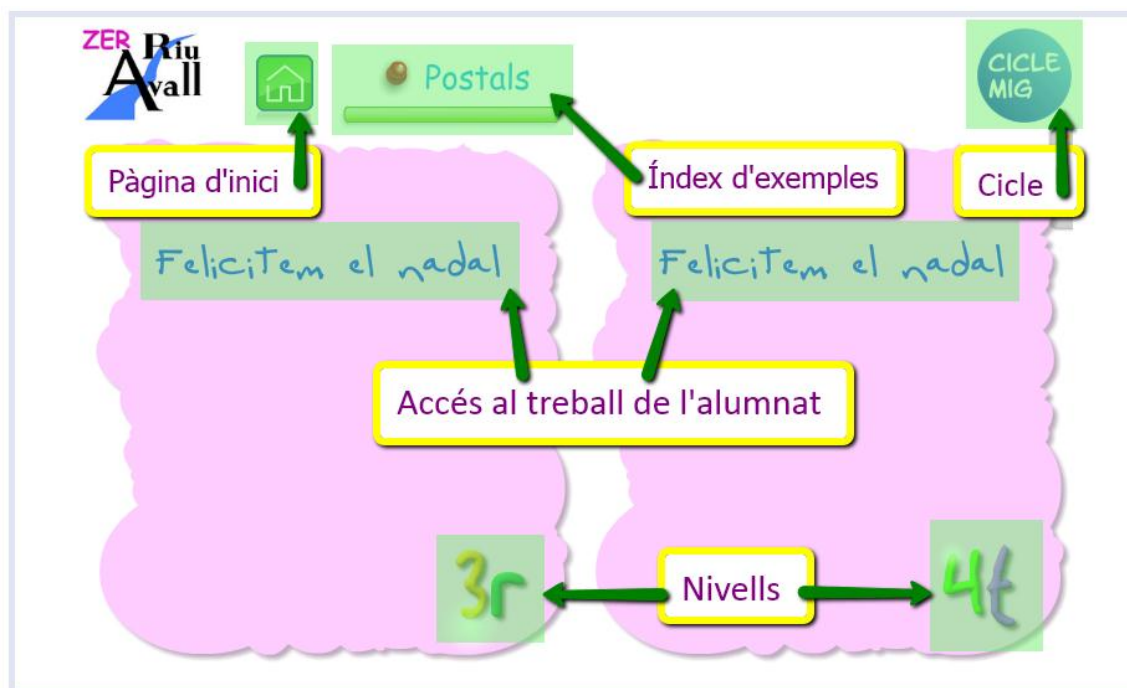 ZER Riu
Avall
Postals
CICLE
MIG
Pàgina d'inici
Índex d'exemples
Cicle
Felicitem el nadal
Felicitem el nadal
Accés al treball de l'alumnat
3r
Nivells
4t